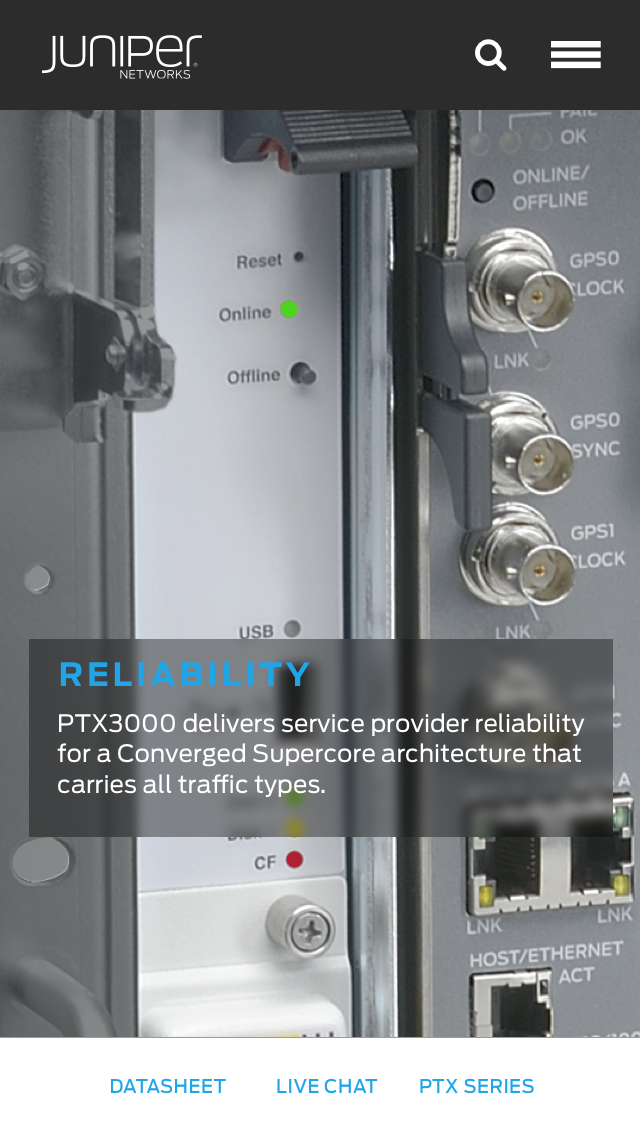 JUNIPER
NETWORKS
FAIL
OK
ONLINE/
OFFLINE
Reset
Online
Offline
GPS0
CLOCK
LNK
GPS0
SYNC
GPS1
CLOCK
LNK
USB
RELIABILITY
PTX3000 delivers service provider reliability
for a Converged Supercore architecture that
carries all traffic types.
CF
LNK
LNK
HOST/ETHERNET
ACT
DATASHEET
LIVE CHAT
PTX SERIES